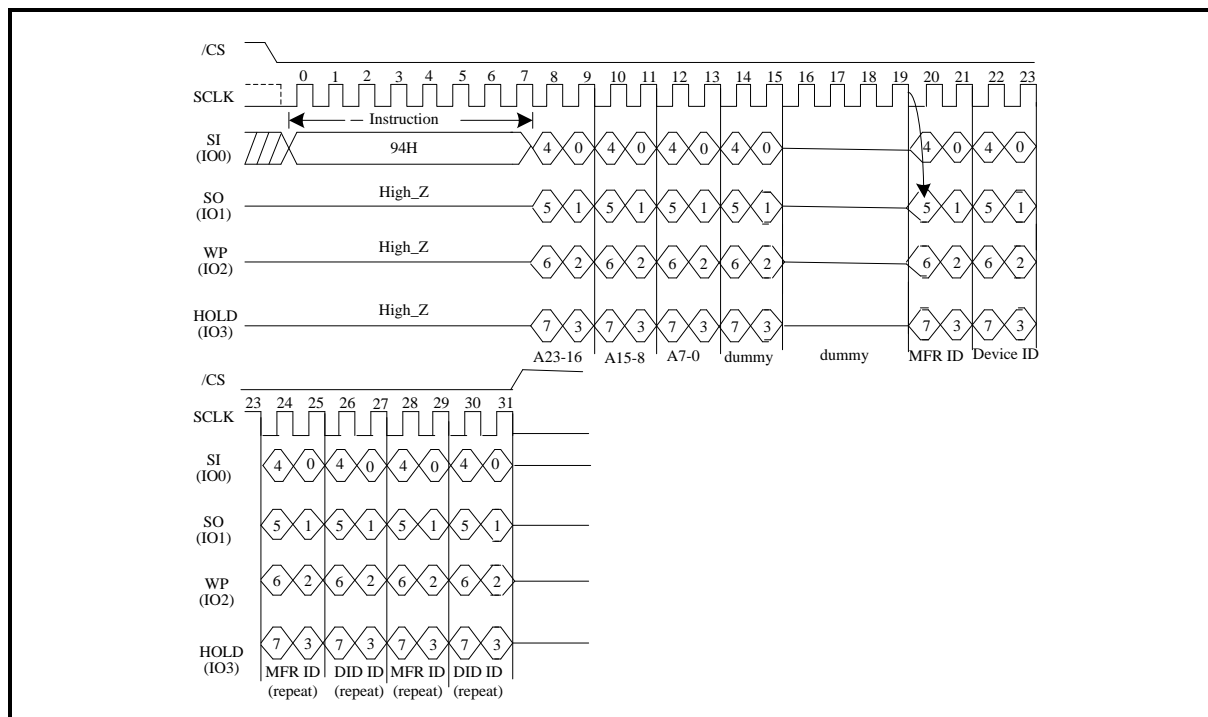 /CS
0 1 2 3 4 5 6 7 8 9 10 11 12 13 14 15 16 17 18 19 20 21 22 23
SCLK
Instruction
SI
(IO0)
94H 4 0 4 0 4 0 4 0 4 0 4 0
High_Z
SO
(IO1)
5 1 5 1 5 1 5 1 5 1 5 1
High_Z
WP
(IO2)
6 2 6 2 6 2 6 2 6 2 6 2
High_Z
HOLD
(IO3)
7 3 7 3 7 3 7 3 7 3 7 3
A23-16 A15-8 A7-0 dummy dummy MFR ID Device ID
/CS
23 24 25 26 27 28 29 30 31
SCLK
SI
(IO0)
4 0 4 0 4 0 4 0
SO
(IO1)
5 1 5 1 5 1 5 1
WP
(IO2)
6 2 6 2 6 2 6 2
HOLD
(IO3)
7 3 7 3 7 3 7 3
MFR ID DID ID MFR ID DID ID
(repeat) (repeat) (repeat) (repeat)